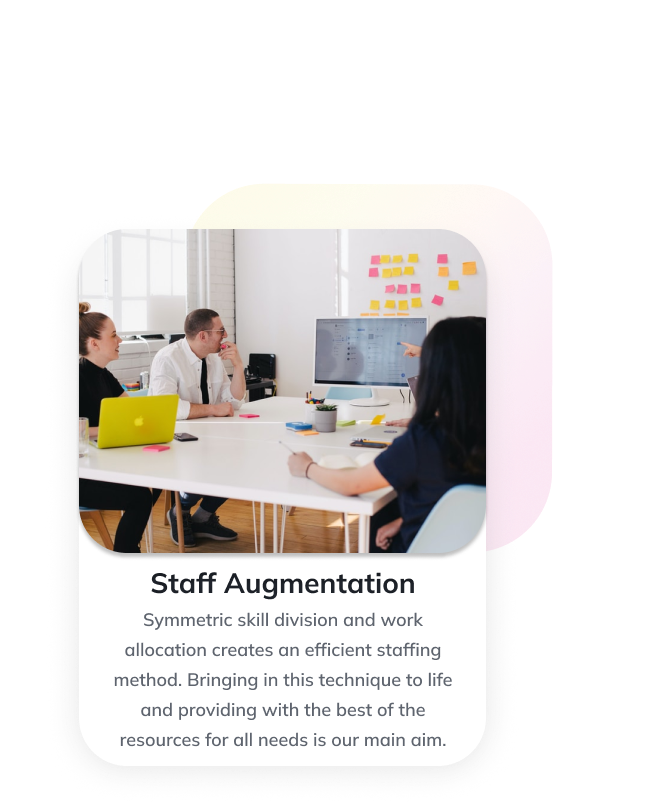 Staff Augmentation
Symmetric skill division and work
allocation creates an efficient staffing
method. Bringing in this technique to life
and providing with the best of the
resources for all needs is our main aim.